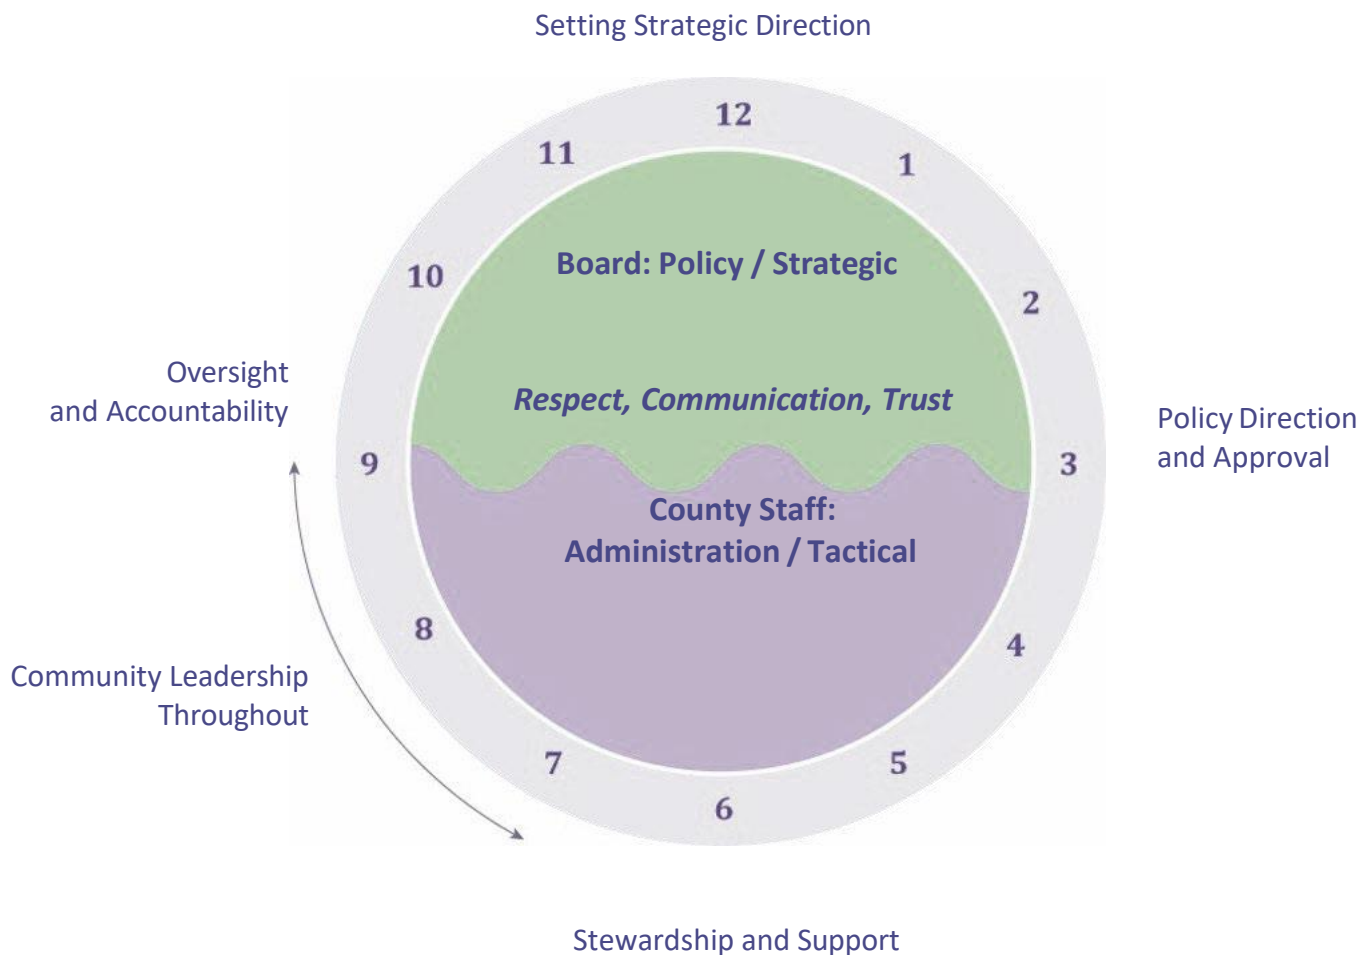 Setting Strategic Direction
12
11
1
10
2
Board: Policy / Strategic
Respect, Communication, Trust
Oversight
and Accountability
9
3
Policy Direction
and Approval
County Staff:
Administration / Tactical
8
4
Community Leadership
Throughout
7
5
6
Stewardship and Support